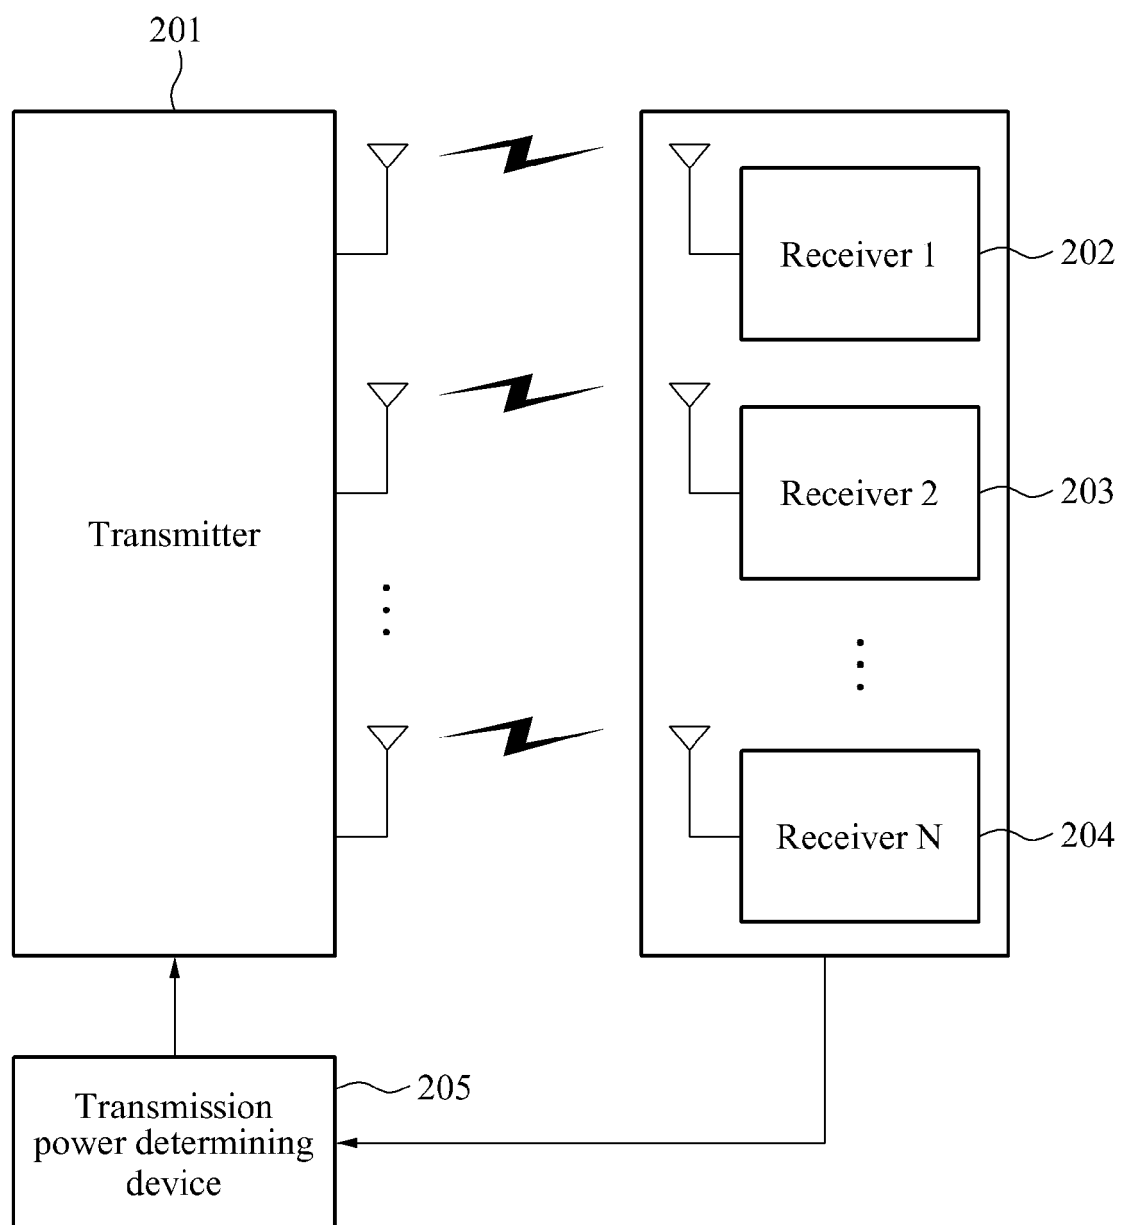 201
Transmitter
Receiver 1
202
Receiver 2
203
Receiver N
204
Transmission
power determining
device
205